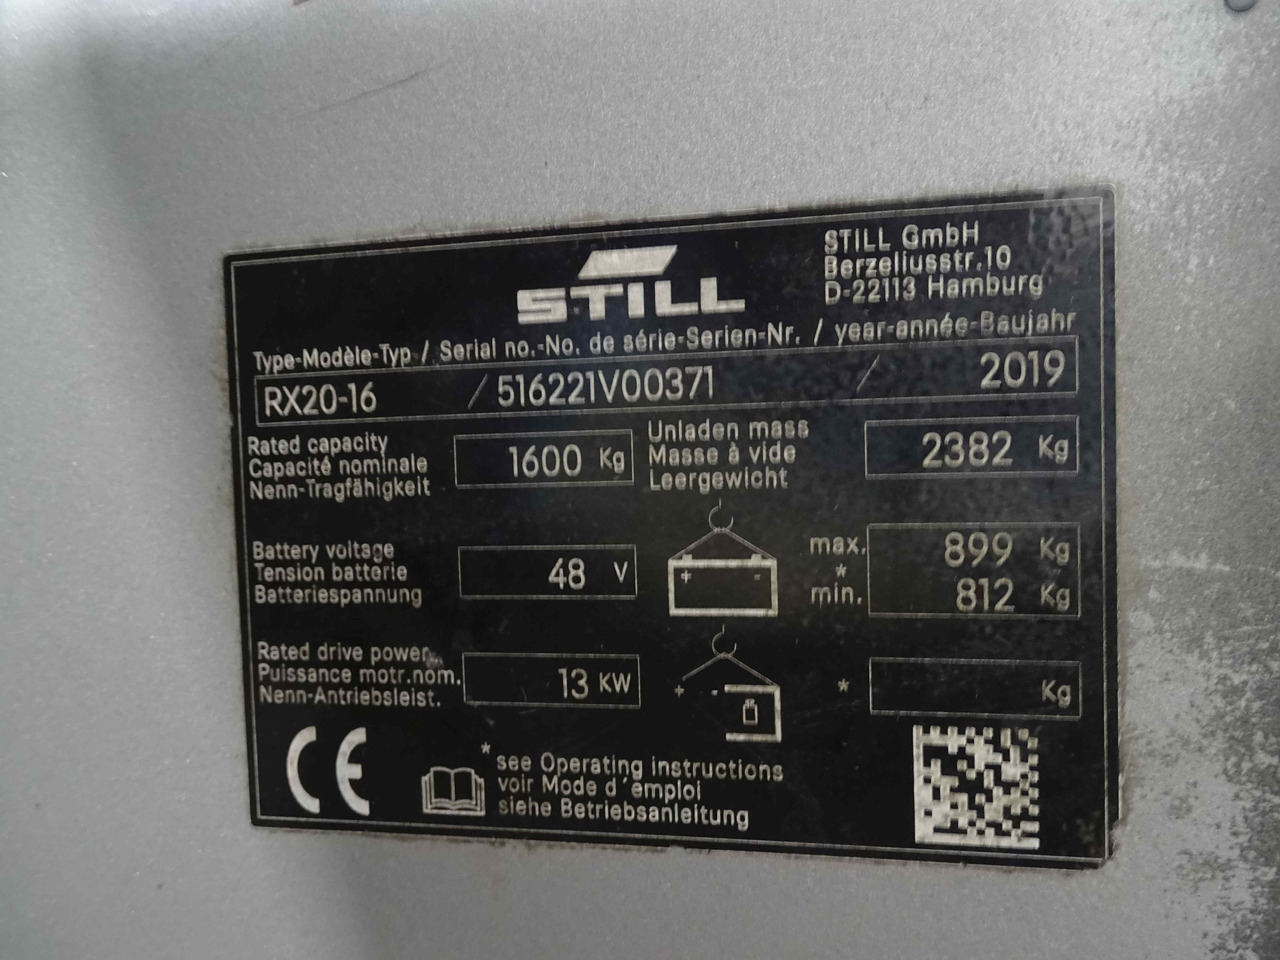 STILL
STILL GmbH
Berzeliusstr.10
D-22113 Hamburg
Type-Modèle-Typ / Serial no.-No. de série-Serien-Nr. / year-année-Baujahr
RX20-16 / 516221V00371 / 2019
Rated capacity
Capacité nominale
Nenn-Tragfähigkeit
1600 Kg
Unladen mass
Masse à vide
Leergewicht
2382 Kg
Battery voltage
Tension batterie
Batteriespannung
48 V
+ -
max. 899 Kg
*
min. 812 Kg
Rated drive power
Puissance motr.nom.
Nenn-Antriebsleist.
13 KW
+ -
* Kg
CE
* see Operating instructions
voir Mode d'emploi
siehe Betriebsanleitung